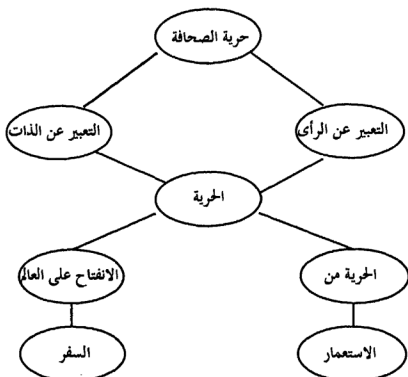 حرية الصحافة
التعبير عن الرأى
التعبير عن الذات
الحرية
الحرية من
الانفتاح على العالم
الاستعمار
السفر